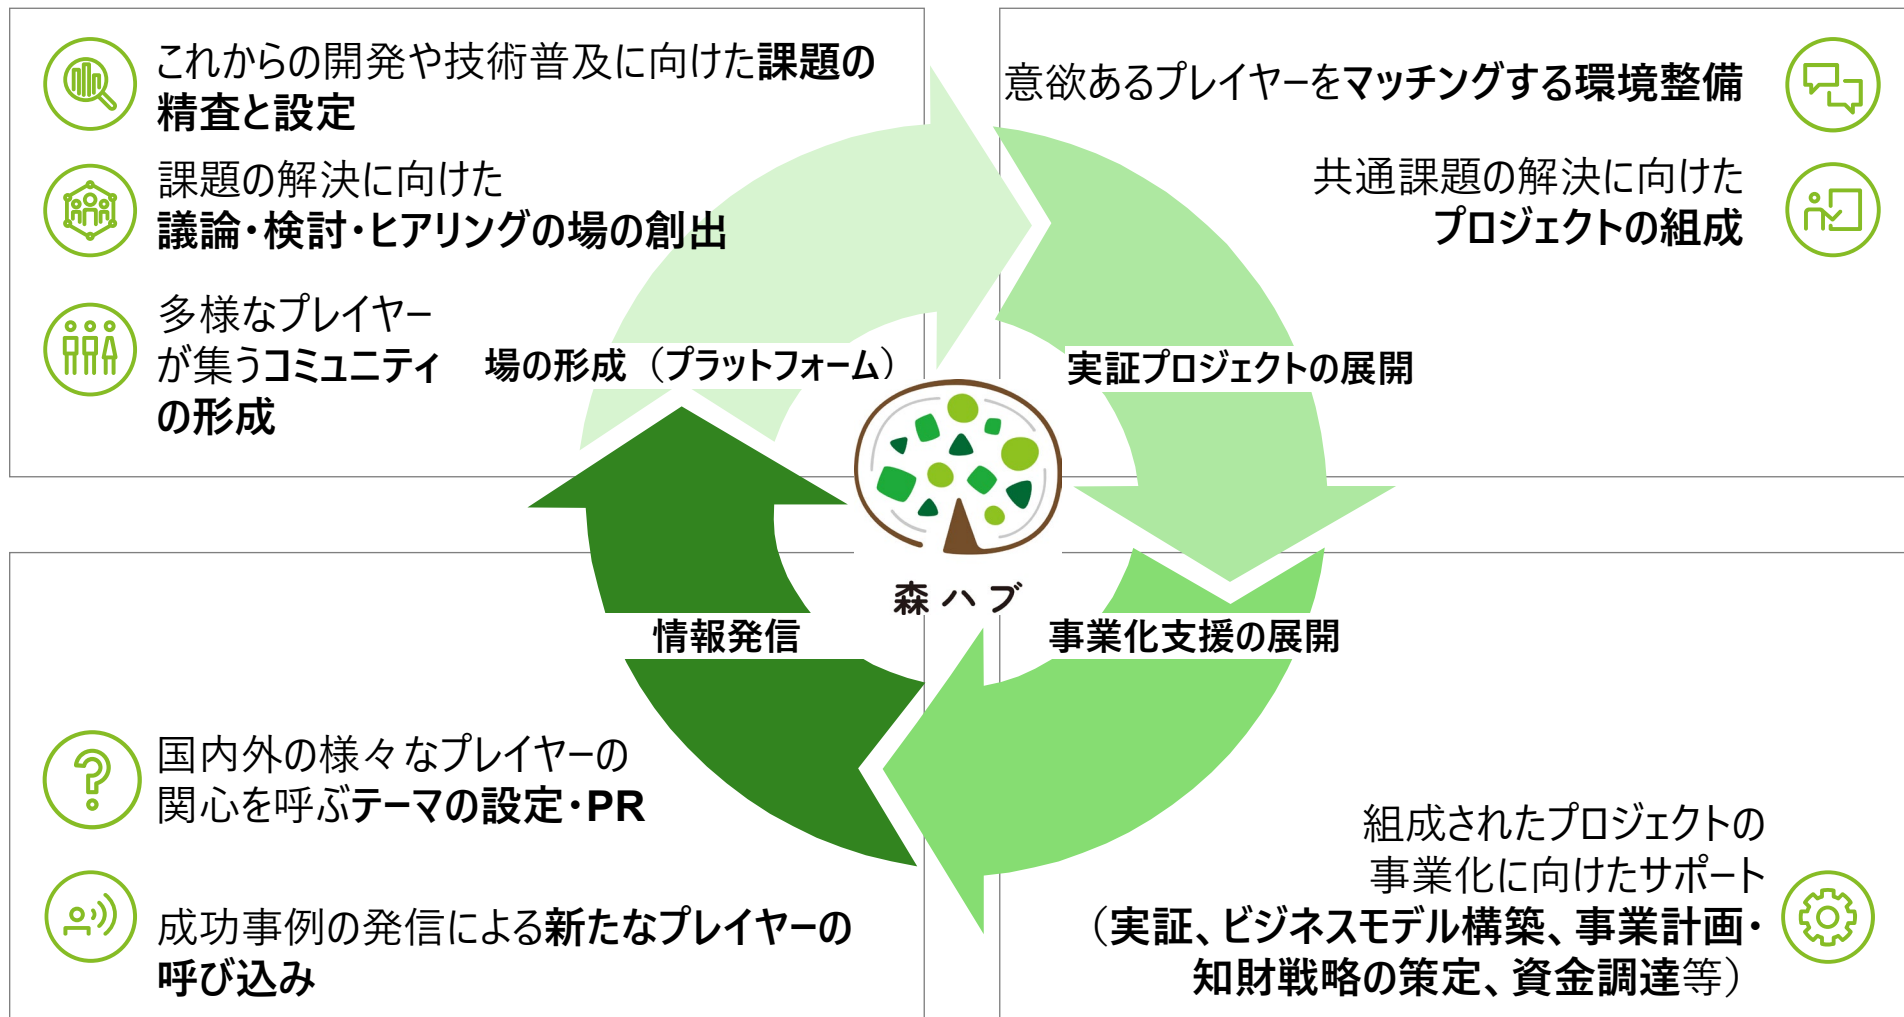 これからの開発や技術普及に向けた課題の
精査と設定
課題の解決に向けた
議論・検討・ヒアリングの場の創出
多様なプレイヤー
が集うコミュニティ
の形成
場の形成（プラットフォーム）
意欲あるプレイヤーをマッチングする環境整備
共通課題の解決に向けた
プロジェクトの組成
実証プロジェクトの展開
森ハブ
情報発信
事業化支援の展開
国内外の様々なプレイヤーの
関心を呼ぶテーマの設定・PR
成功事例の発信による新たなプレイヤーの
呼び込み
組成されたプロジェクトの
事業化に向けたサポート
（実証、ビジネスモデル構築、事業計画・
知財戦略の策定、資金調達等）